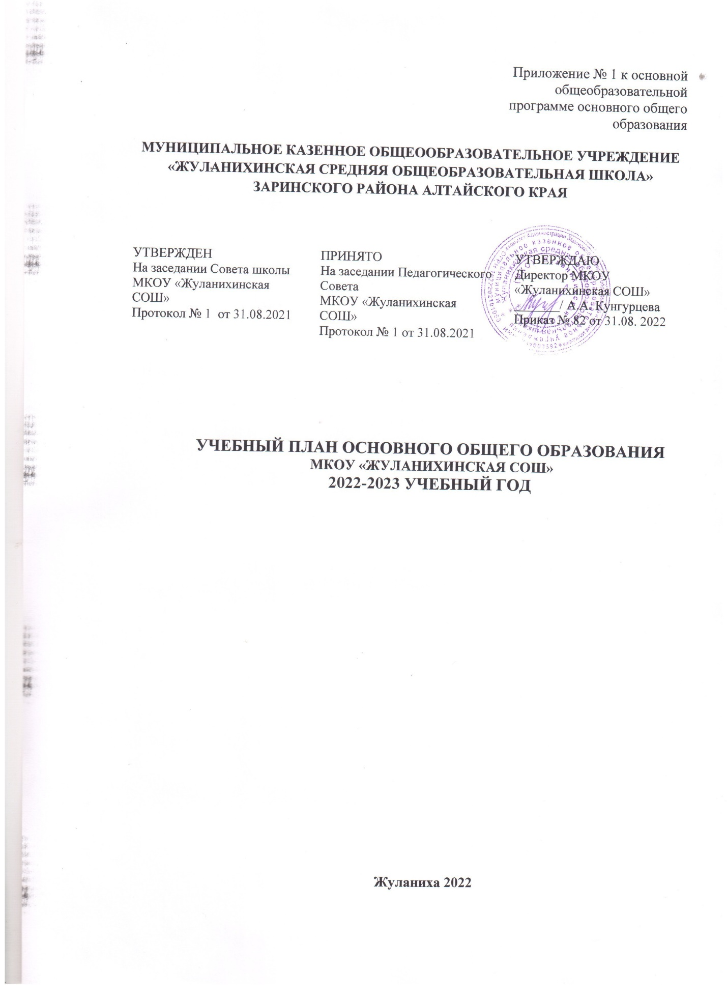 Приложение № 1 к основной
общеобразовательной
программе основного общего
образования
МУНИЦИПАЛЬНОЕ КАЗЕННОЕ ОБЩЕООБРАЗОВАТЕЛЬНОЕ УЧРЕЖДЕНИЕ
«ЖУЛАНИХИНСКАЯ СРЕДНЯЯ ОБЩЕОБРАЗОВАТЕЛЬНАЯ ШКОЛА»
ЗАРИНСКОГО РАЙОНА АЛТАЙСКОГО КРАЯ
УТВЕРЖДЕН
На заседании Совета школы
МКОУ «Жуланихинская
СОШ»
Протокол № 1 от 31.08.2021
ПРИНЯТО
На заседании Педагогического
Совета
МКОУ «Жуланихинская
СОШ»
Протокол № 1 от 31.08.2021
УТВЕРЖДАЮ
Директор МКОУ
«Жуланихинская СОШ»
_______/ А.А. Кунгурцева
Приказ № 82 от 31.08. 2022
УЧЕБНЫЙ ПЛАН ОСНОВНОГО ОБЩЕГО ОБРАЗОВАНИЯ
МКОУ «ЖУЛАНИХИНСКАЯ СОШ»
2022-2023 УЧЕБНЫЙ ГОД
Жуланиха 2022